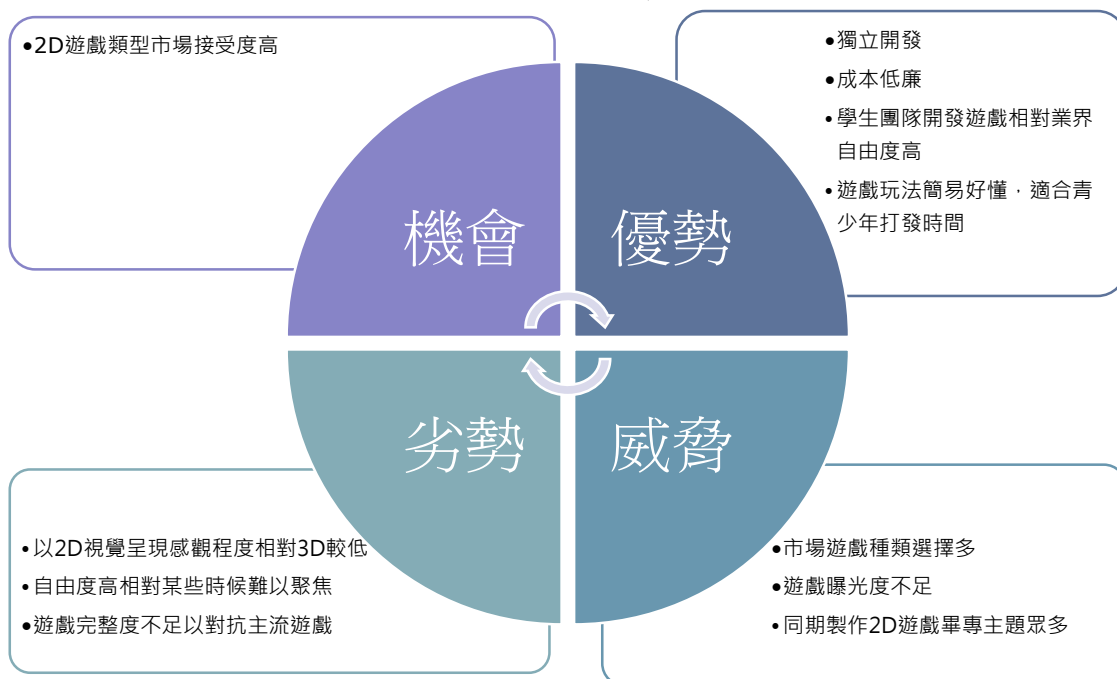 •2D遊戲類型市場接受度高
機會
•獨立開發
•成本低廉
•學生團隊開發遊戲相對業界
自由度高
•遊戲玩法簡易好懂，適合青
少年打發時間
優勢
劣勢
•以2D視覺呈現感觀程度相對3D較低
•自由度高相對某些時候難以聚焦
•遊戲完整度不足以對抗主流遊戲
威脅
•市場遊戲種類選擇多
•遊戲曝光度不足
•同期製作2D遊戲畢專主題眾多